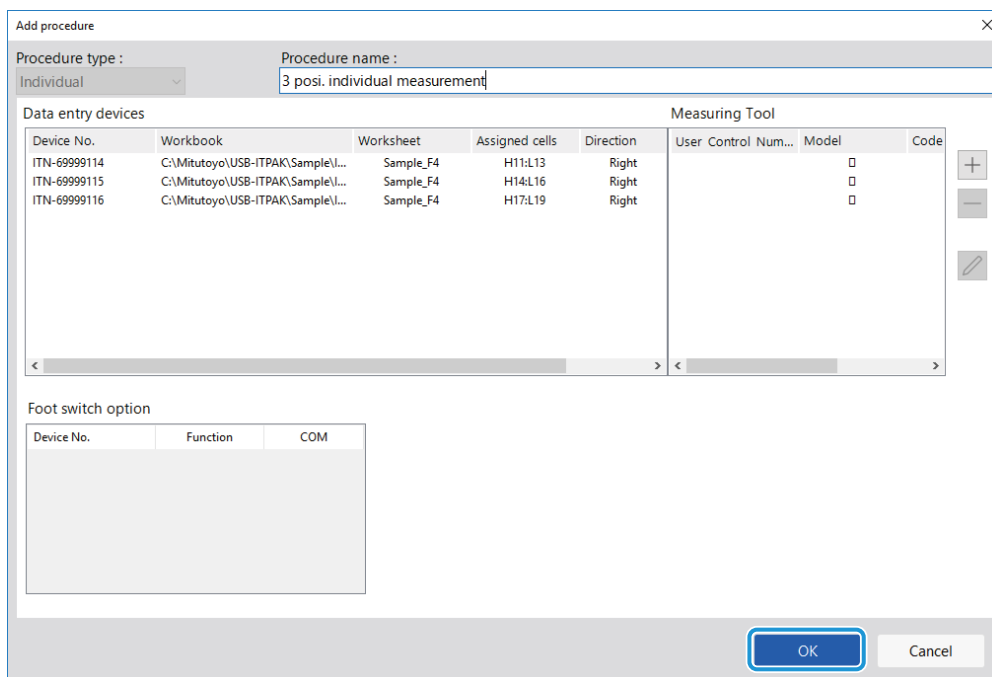 Add procedure
Procedure type :
Procedure name :
Individual
3 posi. individual measurement
Data entry devices
Measuring Tool
Device No. Workbook Worksheet Assigned cells Direction
User Control Num... Model Code
ITN-69999114 C:\Mitutoyo\USB-ITPAK\Sample\I... Sample_F4 H11:L13 Right
ITN-69999115 C:\Mitutoyo\USB-ITPAK\Sample\I... Sample_F4 H14:L16 Right
ITN-69999116 C:\Mitutoyo\USB-ITPAK\Sample\I... Sample_F4 H17:L19 Right
Foot switch option
Device No. Function COM
OK Cancel